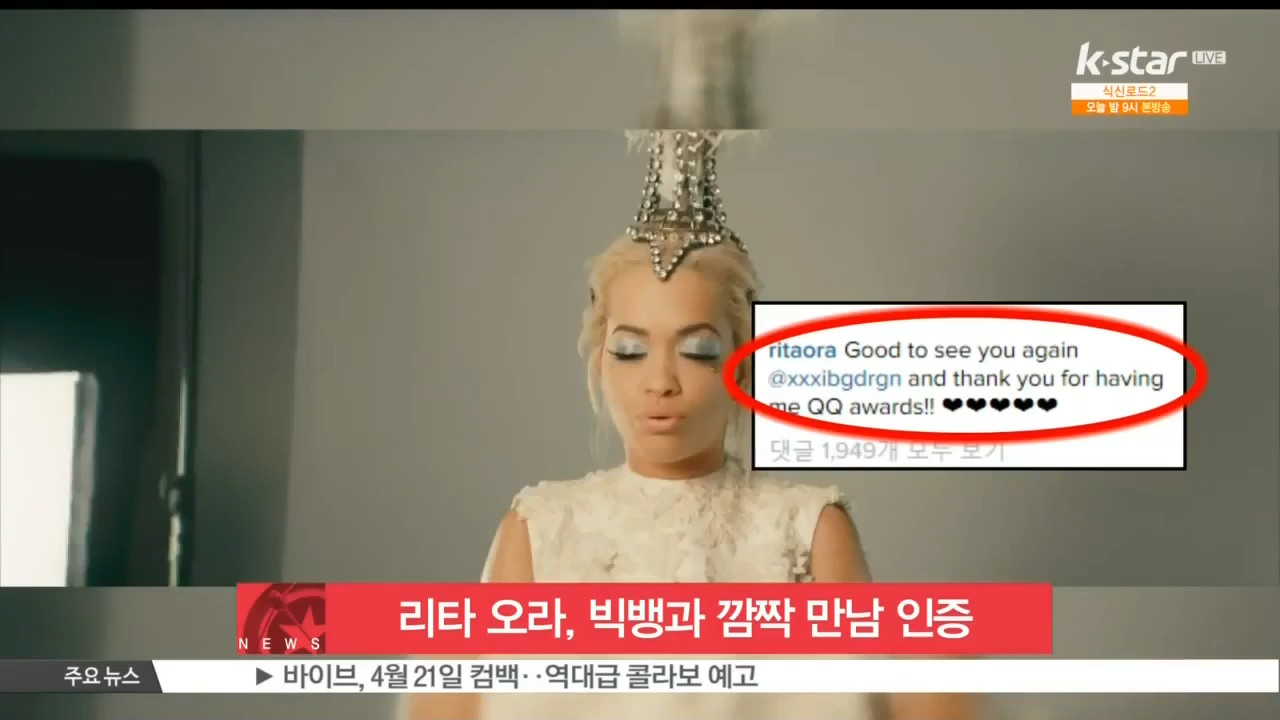 k·star LIVE
식신로드2
오늘 밤 9시 본방송
ritaora Good to see you again
@xxxibgdrgn and thank you for having
me QQ awards!! ❤❤❤❤❤
댓글 1,949개 모두 보기
NEWS
리타 오라, 빅뱅과 깜짝 만남 인증
주요뉴스
▶ 바이브, 4월 21일 컴백‥역대급 콜라보 예고